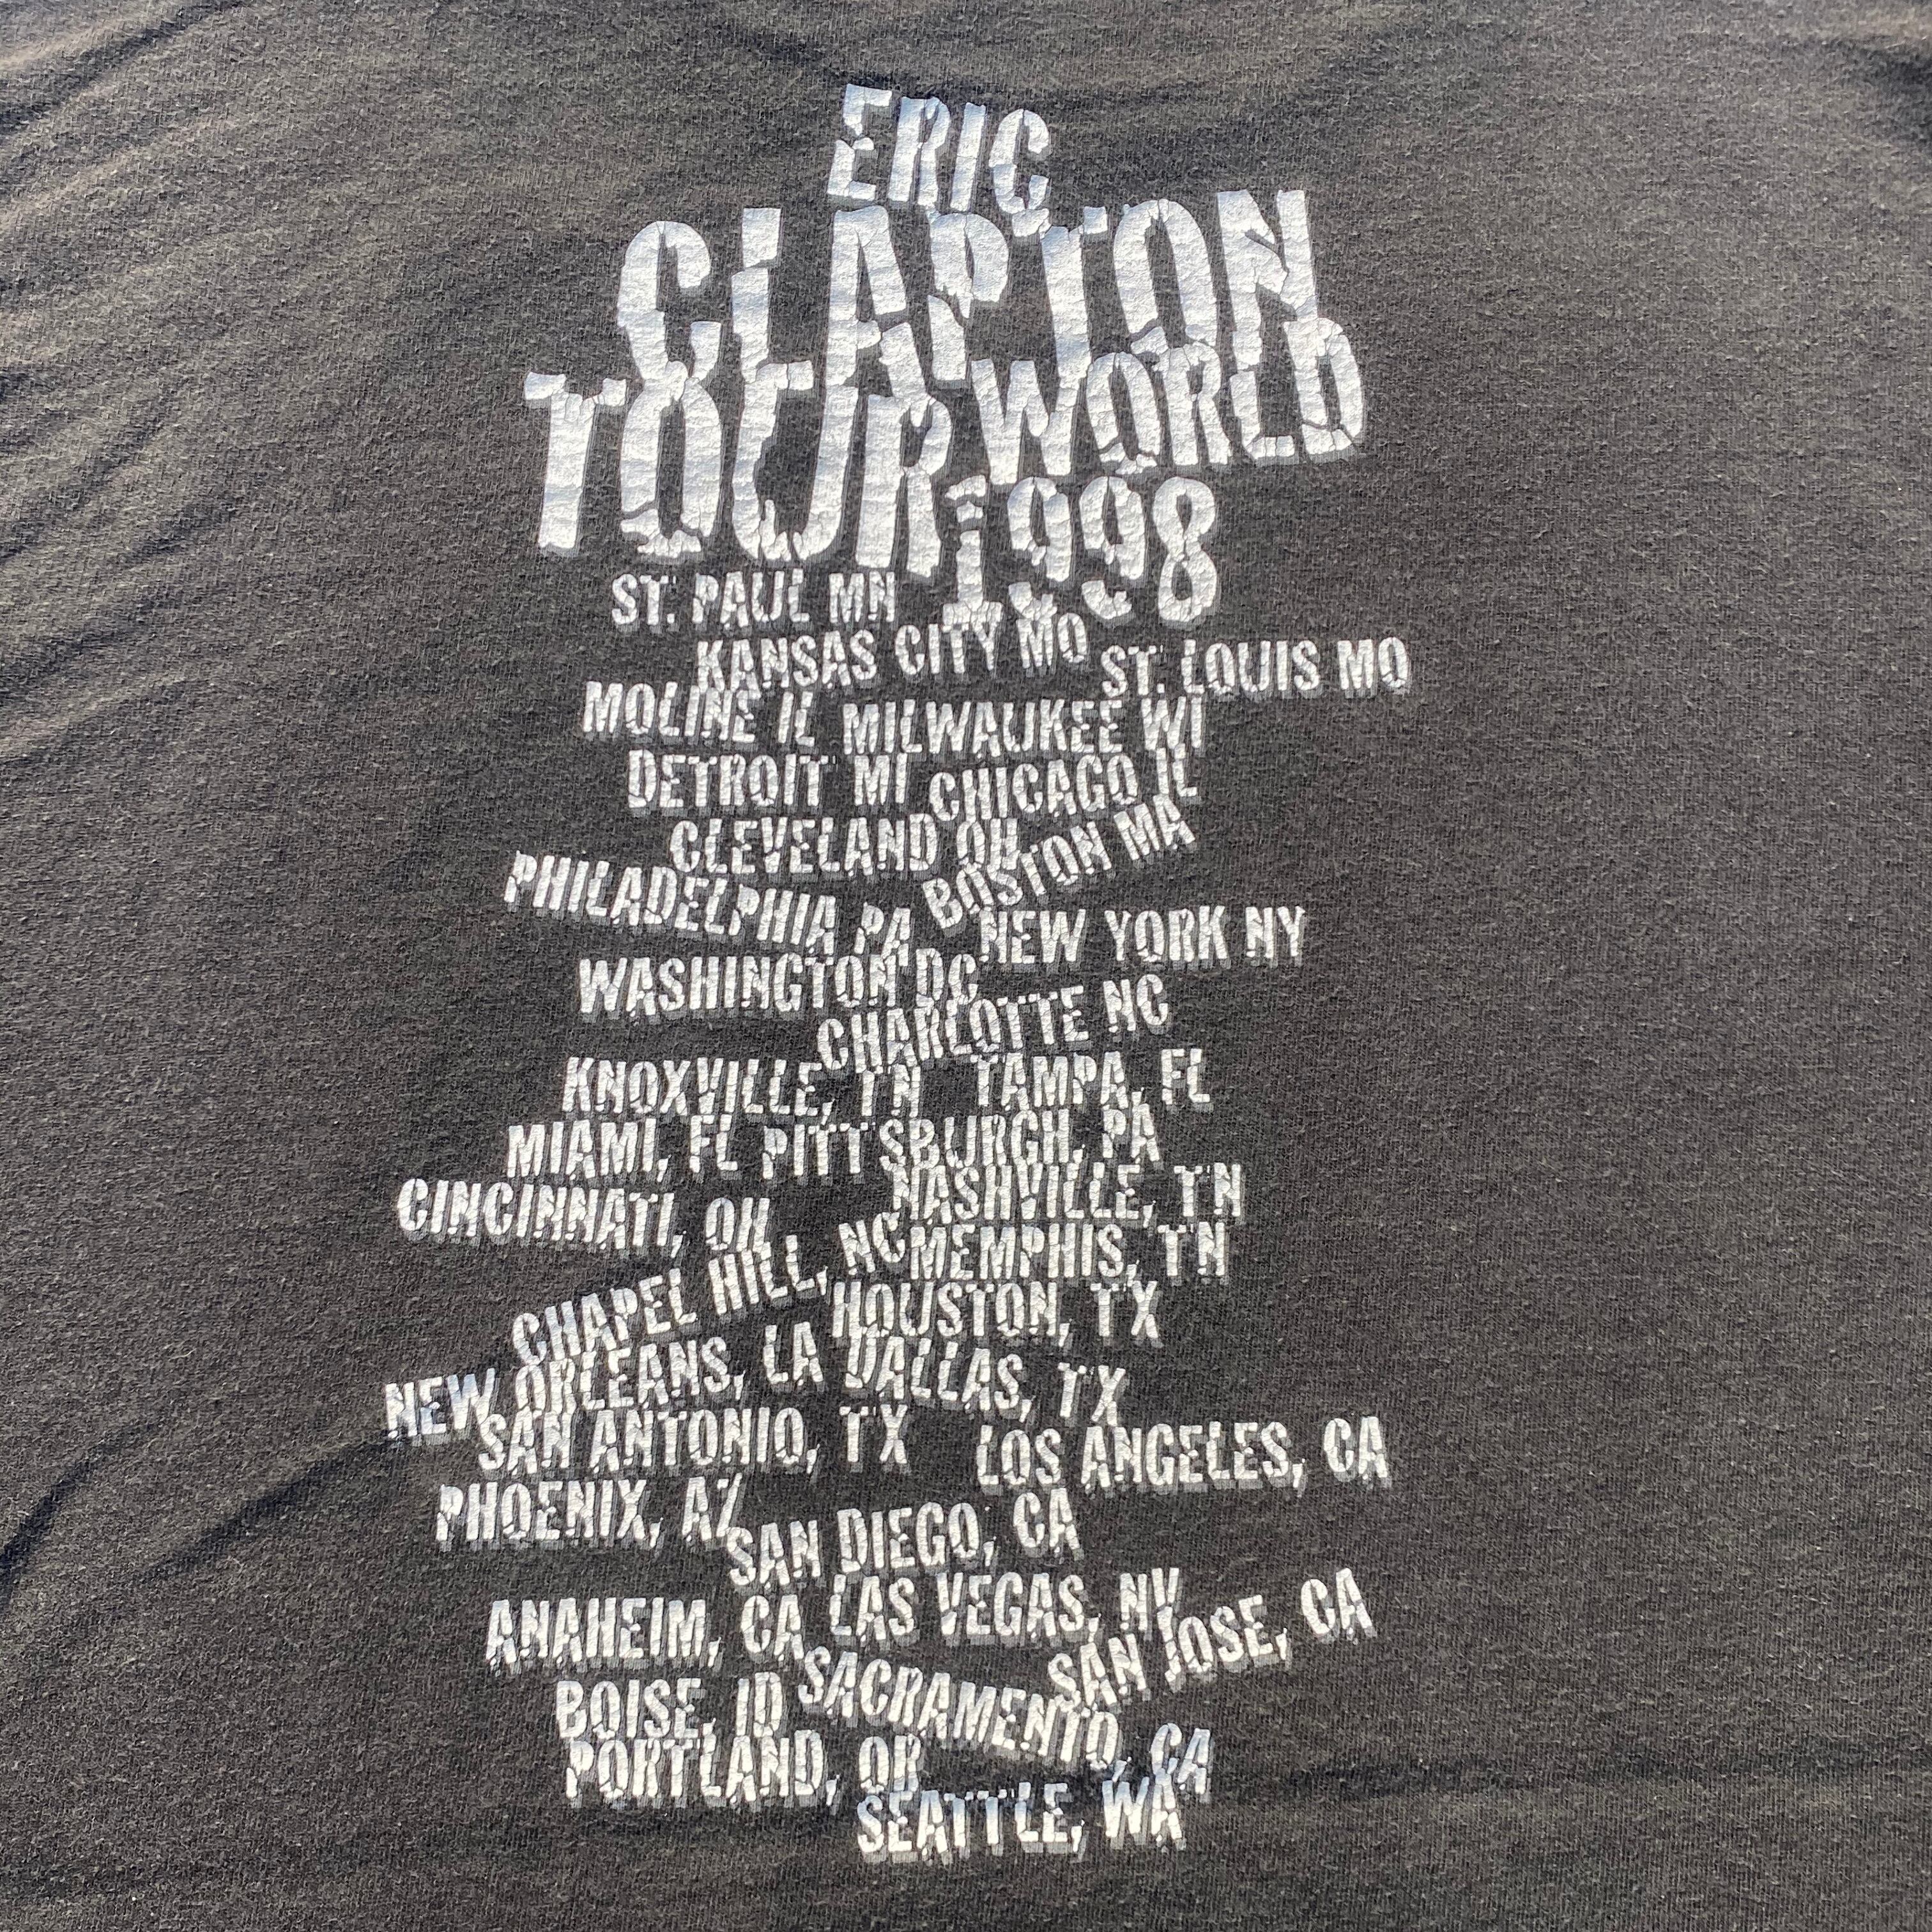 ERIC
CLAPTON
TOUR WORLD
1998
ST. PAUL MN
KANSAS CITY MO
ST. LOUIS MO
MOLINE IL MILWAUKEE WI
DETROIT MI CHICAGO IL
CLEVELAND OH
BOSTON MA
PHILADELPHIA PA
NEW YORK NY
WASHINGTON DC
CHARLOTTE NC
KNOXVILLE, TN TAMPA, FL
MIAMI, FL PITTSBURGH, PA
CINCINNATI, OH
NASHVILLE, TN
CHAPEL HILL, NC
MEMPHIS, TN
HOUSTON, TX
NEW ORLEANS, LA DALLAS, TX
SAN ANTONIO, TX LOS ANGELES, CA
PHOENIX, AZ
SAN DIEGO, CA
ANAHEIM, CA LAS VEGAS, NV
SAN JOSE, CA
BOISE, ID SACRAMENTO, CA
PORTLAND, OR
SEATTLE, WA